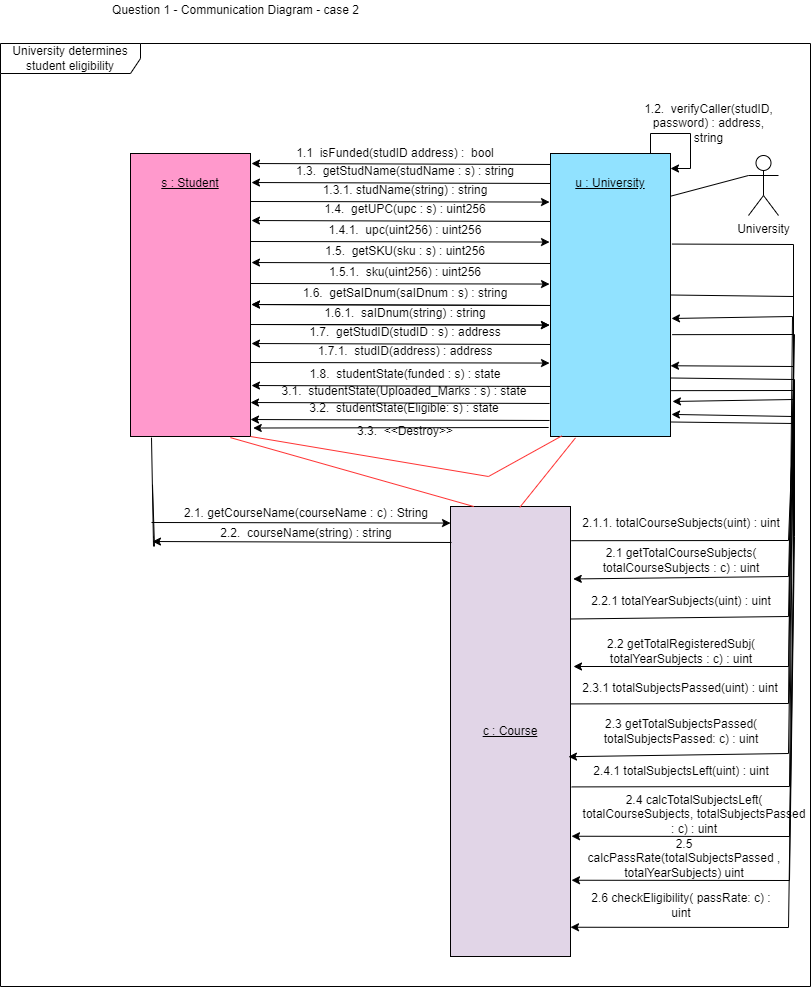 Question 1 - Communication Diagram - case 2
University determines
student eligibility
1.2. verifyCaller(studID,
password) : address,
string
1.1 isFunded(studID address) : bool
1.3. getStudName(studName : s) : string
s : Student
u : University
1.3.1. studName(string) : string
1.4. getUPC(upc : s) : uint256
University
1.4.1. upc(uint256) : uint256
1.5. getSKU(sku : s) : uint256
1.5.1. sku(uint256) : uint256
1.6. getSaIDnum(saIDnum : s) : string
1.6.1. saIDnum(string) : string
1.7. getStudID(studID : s) : address
1.7.1. studID(address) : address
1.8. studentState(funded : s) : state
3.1. studentState(Uploaded_Marks : s) : state
3.2. studentState(Eligible: s) : state
3.3. <<Destroy>>
2.1. getCourseName(courseName : c) : String
2.2. courseName(string) : string
2.1.1. totalCourseSubjects(uint) : uint
2.1 getTotalCourseSubjects(
totalCourseSubjects : c) : uint
2.2.1 totalYearSubjects(uint) : uint
2.2 getTotalRegisteredSubj(
totalYearSubjects : c) : uint
2.3.1 totalSubjectsPassed(uint) : uint
2.3 getTotalSubjectsPassed(
totalSubjectsPassed: c) : uint
c : Course
2.4.1 totalSubjectsLeft(uint) : uint
2.4 calcTotalSubjectsLeft(
totalCourseSubjects, totalSubjectsPassed
: c) : uint
2.5
calcPassRate(totalSubjectsPassed ,
totalYearSubjects) uint
2.6 checkEligibility( passRate: c) :
uint